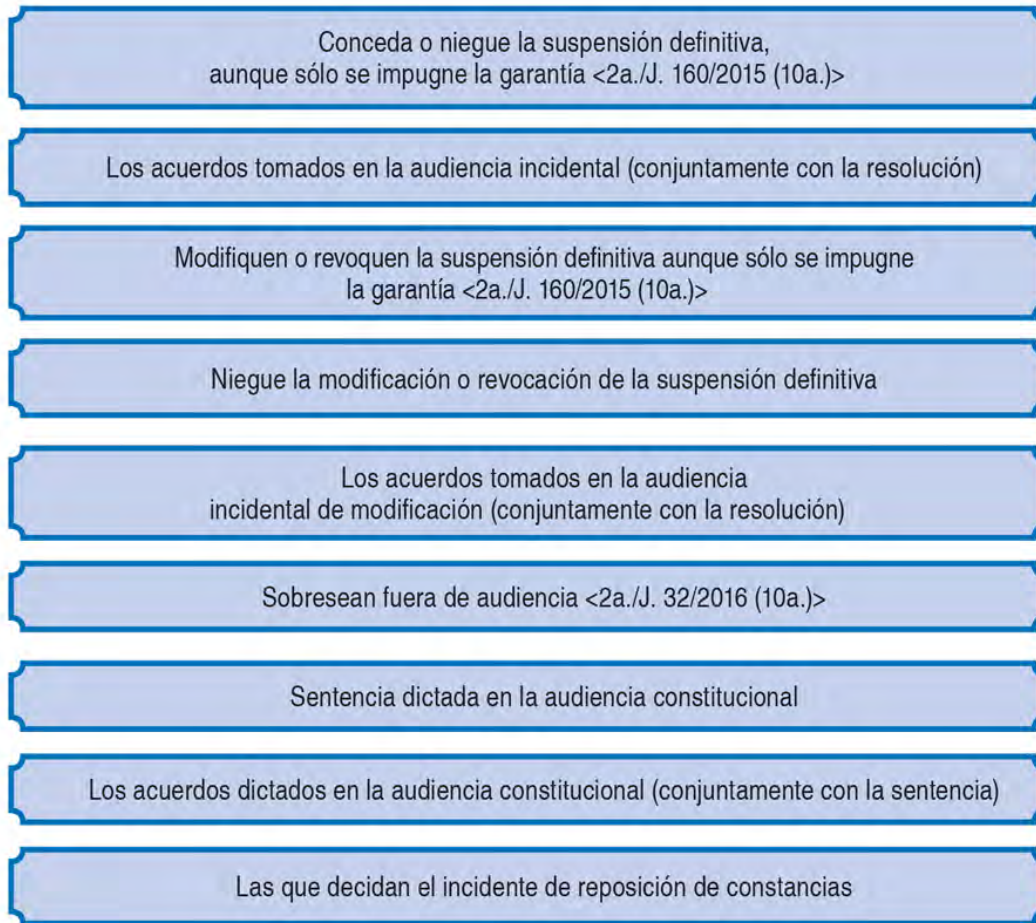 Conceda o niegue la suspensión definitiva,
aunque sólo se impugne la garantía <2a./J. 160/2015 (10a.)>
Los acuerdos tomados en la audiencia incidental (conjuntamente con la resolución)
Modifiquen o revoquen la suspensión definitiva aunque sólo se impugne
la garantía <2a./J. 160/2015 (10a.)>
Niegue la modificación o revocación de la suspensión definitiva
Los acuerdos tomados en la audiencia
incidental de modificación (conjuntamente con la resolución)
Sobresean fuera de audiencia <2a./J. 32/2016 (10a.)>
Sentencia dictada en la audiencia constitucional
Los acuerdos dictados en la audiencia constitucional (conjuntamente con la sentencia)
Las que decidan el incidente de reposición de constancias